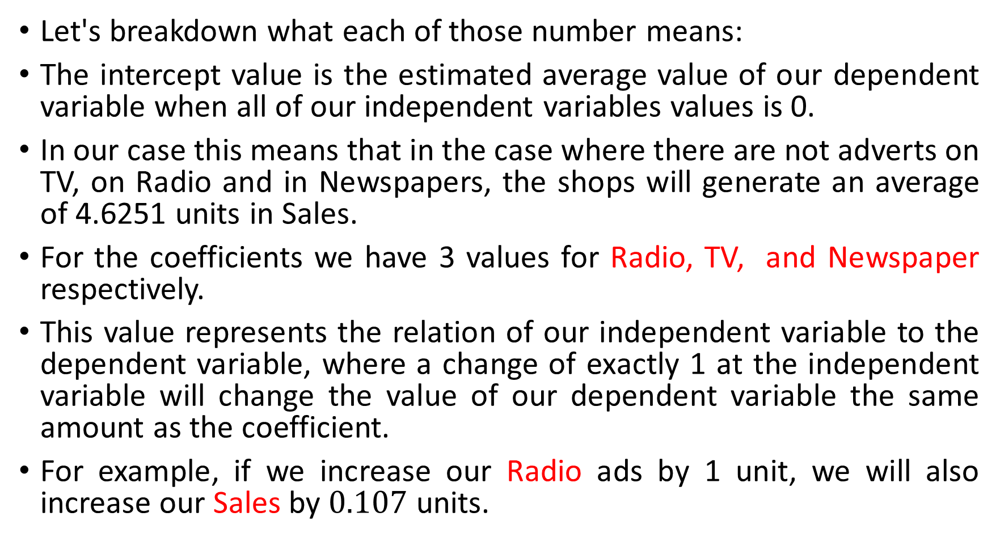 • Let's breakdown what each of those number means:
• The intercept value is the estimated average value of our dependent
variable when all of our independent variables values is 0.
• In our case this means that in the case where there are not adverts on
TV, on Radio and in Newspapers, the shops will generate an average
of 4.6251 units in Sales.
• For the coefficients we have 3 values for Radio, TV,  and Newspaper
respectively.
• This value represents the relation of our independent variable to the
dependent variable, where a change of exactly 1 at the independent
variable will change the value of our dependent variable the same
amount as the coefficient.
• For example, if we increase our Radio ads by 1 unit, we will also
increase our Sales by 0.107 units.